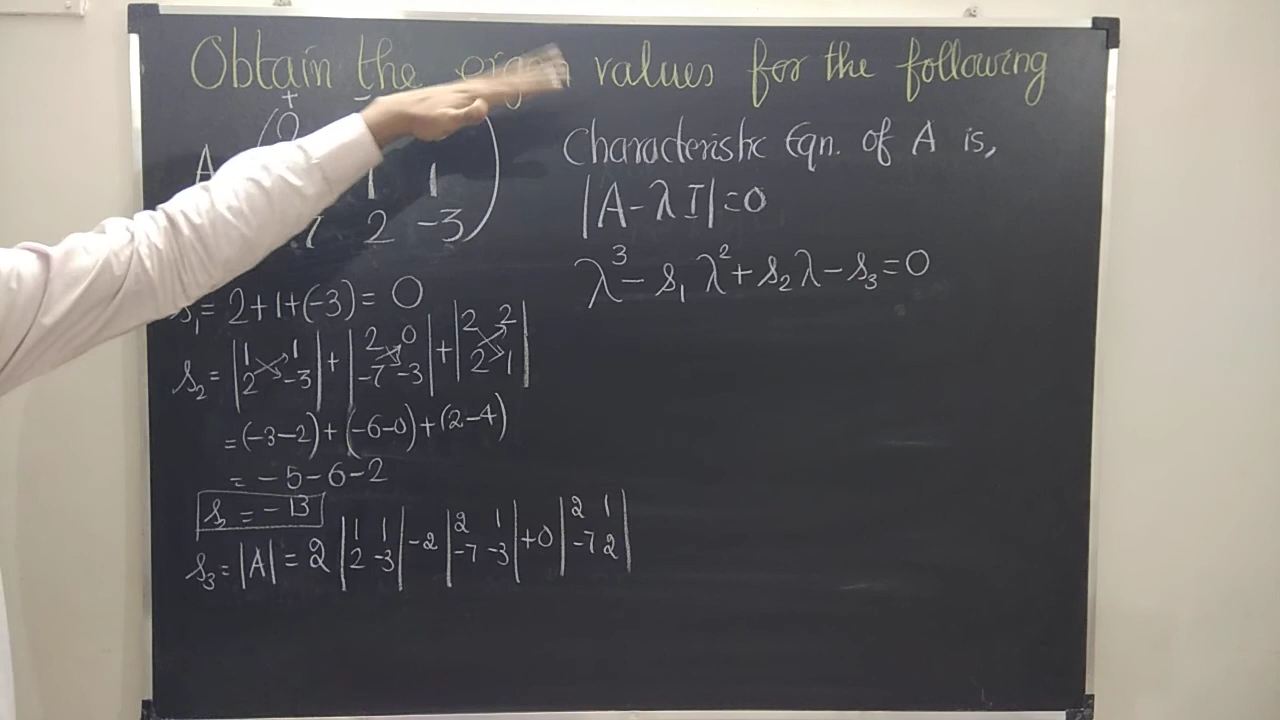 Obtain the eigen values for the following
+ −
A
1 1
7 2 -3
S₁ = 2+1+(-3) = 0
S₂ = |1 1; 2 -3| + |2 0; -7 -3| + |2 2; 2 1|
= (-3-2) + (-6-0) + (2-4)
= -5-6-2
S₂ = -13
S₃ = |A| = 2 |1 1; 2 -3| -2 |2 1; -7 -3| +0 |2 1; -7 2|
Characteristic Eqn. of A is,
|A-λI|=0
λ³ - S₁λ² + S₂λ - S₃ = 0